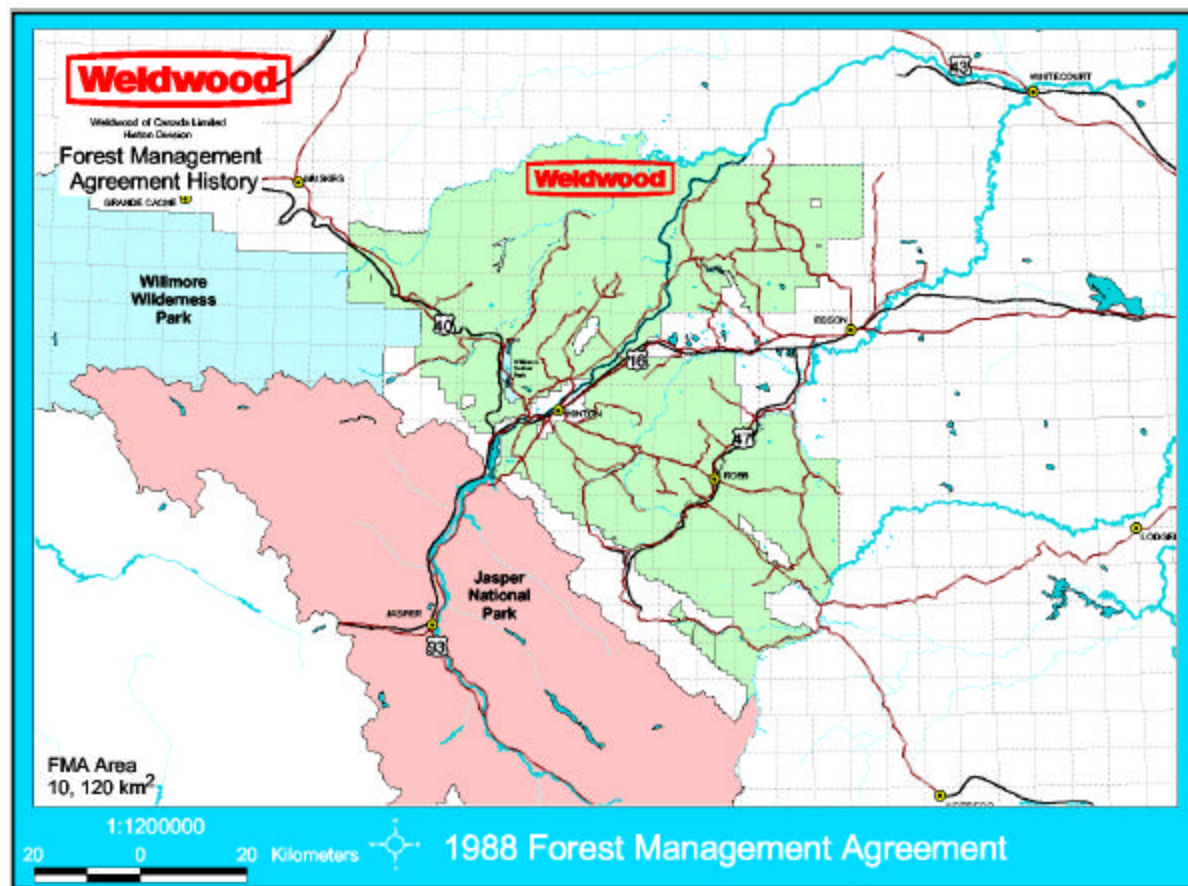 Weldwood
Weldwood of Canada Limited
Hinton Division
Forest Management
Agreement History
43
WHITECOURT
Weldwood
GRANDE CACHE
Willmore
Wilderness
Park
40
EDSON
16
HINTON
47
ROBB
Jasper
National
Park
JASPER
93
FMA Area
10, 120 km²
1:1200000
20 0 20 Kilometers
1988 Forest Management Agreement